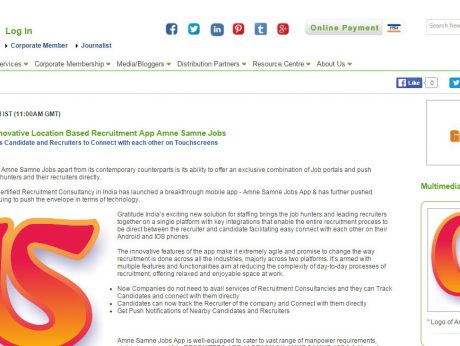 Log In
Corporate Member
Journalist
Online Payment
VISA
Search New
ervices
Corporate Membership
Media/Bloggers
Distribution Partners
Resource Centre
About Us
Like 0
IST (11:00AM GMT)
novative Location Based Recruitment App Amne Samne Jobs
s Candidate and Recruiters to Connect with each other on Touchscreens
Amne Samne Jobs apart from its contemporary counterparts is its ability to offer an exclusive combination of Job portals and push
hunters and their recruiters directly.
ertified Recruitment Consultancy in India has launched a breakthrough mobile app - Amne Samne Jobs App & has further pushed
uing to push the envelope in terms of technology.
Gratitude India's exciting new solution for staffing brings the job hunters and leading recruiters
together on a single platform with key integrations that enable the entire recruitment process to
be direct between the recruiter and candidate facilitating easy connect with each other on their
Android and IOS phones.
The innovative features of the app make it extremely agile and promise to change the way
recruitment is done across all the industries, majorly across two platforms. It's armed with
multiple features and functionalities aim at reducing the complexity of day-to-day processes of
recruitment, offering relaxed and enjoyable space at work.
Now Companies do not need to avail services of Recruitment Consultancies and they can Track
Candidates and connect with them directly
Candidates can now track the Recruiter of the company and Connect with them directly
Get Push Notifications of Nearby Candidates and Recruiters
Amne Samne Jobs App is well-equipped to cater to vast range of manpower requirements,
Multimedia
" Logo of Am